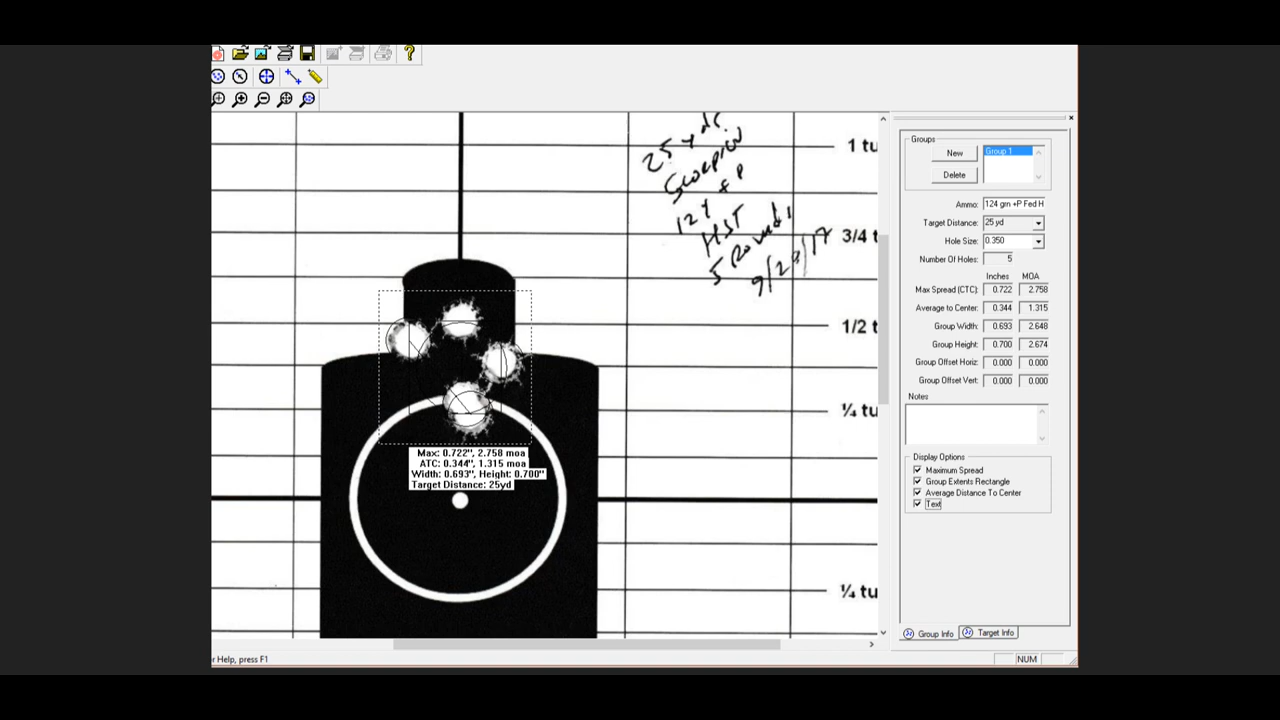 25 yds.
Scorpion
124 +P
HST
5 Rounds
9/28/17
1 tu
3/4 t
1/2 t
¼ tu
¼ tu
Max: 0.722", 2.758 moa
ATC: 0.344", 1.315 moa
Width: 0.693", Height: 0.700"
Target Distance: 25yd
Groups
New
Group 1
Delete
Ammo: 124 grn +P Fed H
Target Distance: 25 yd
Hole Size: 0.350
Number Of Holes: 5
Inches MOA
Max Spread (CTC): 0.722 2.758
Average to Center: 0.344 1.315
Group Width: 0.693 2.648
Group Height: 0.700 2.674
Group Offset Horiz: 0.000 0.000
Group Offset Vert: 0.000 0.000
Notes
Display Options
Maximum Spread
Group Extents Rectangle
Average Distance To Center
Text
Group Info Target Info
r Help, press F1
NUM